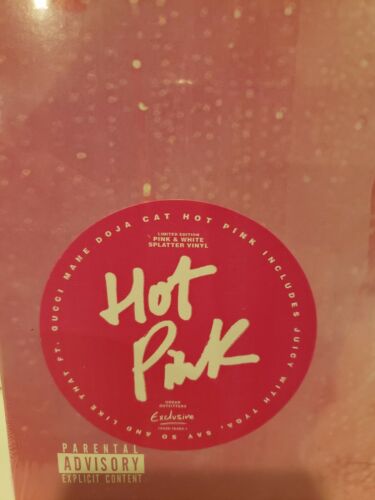 DOJA CAT HOT PINK INCLUDES JUICY WITH TYGA, SAY SO AND LIKE THAT FT. GUCCI MANE
LIMITED EDITION
PINK & WHITE
SPLATTER VINYL
Hot
Pink
URBAN
OUTFITTERS
Exclusive
PARENTAL
ADVISORY
EXPLICIT CONTENT